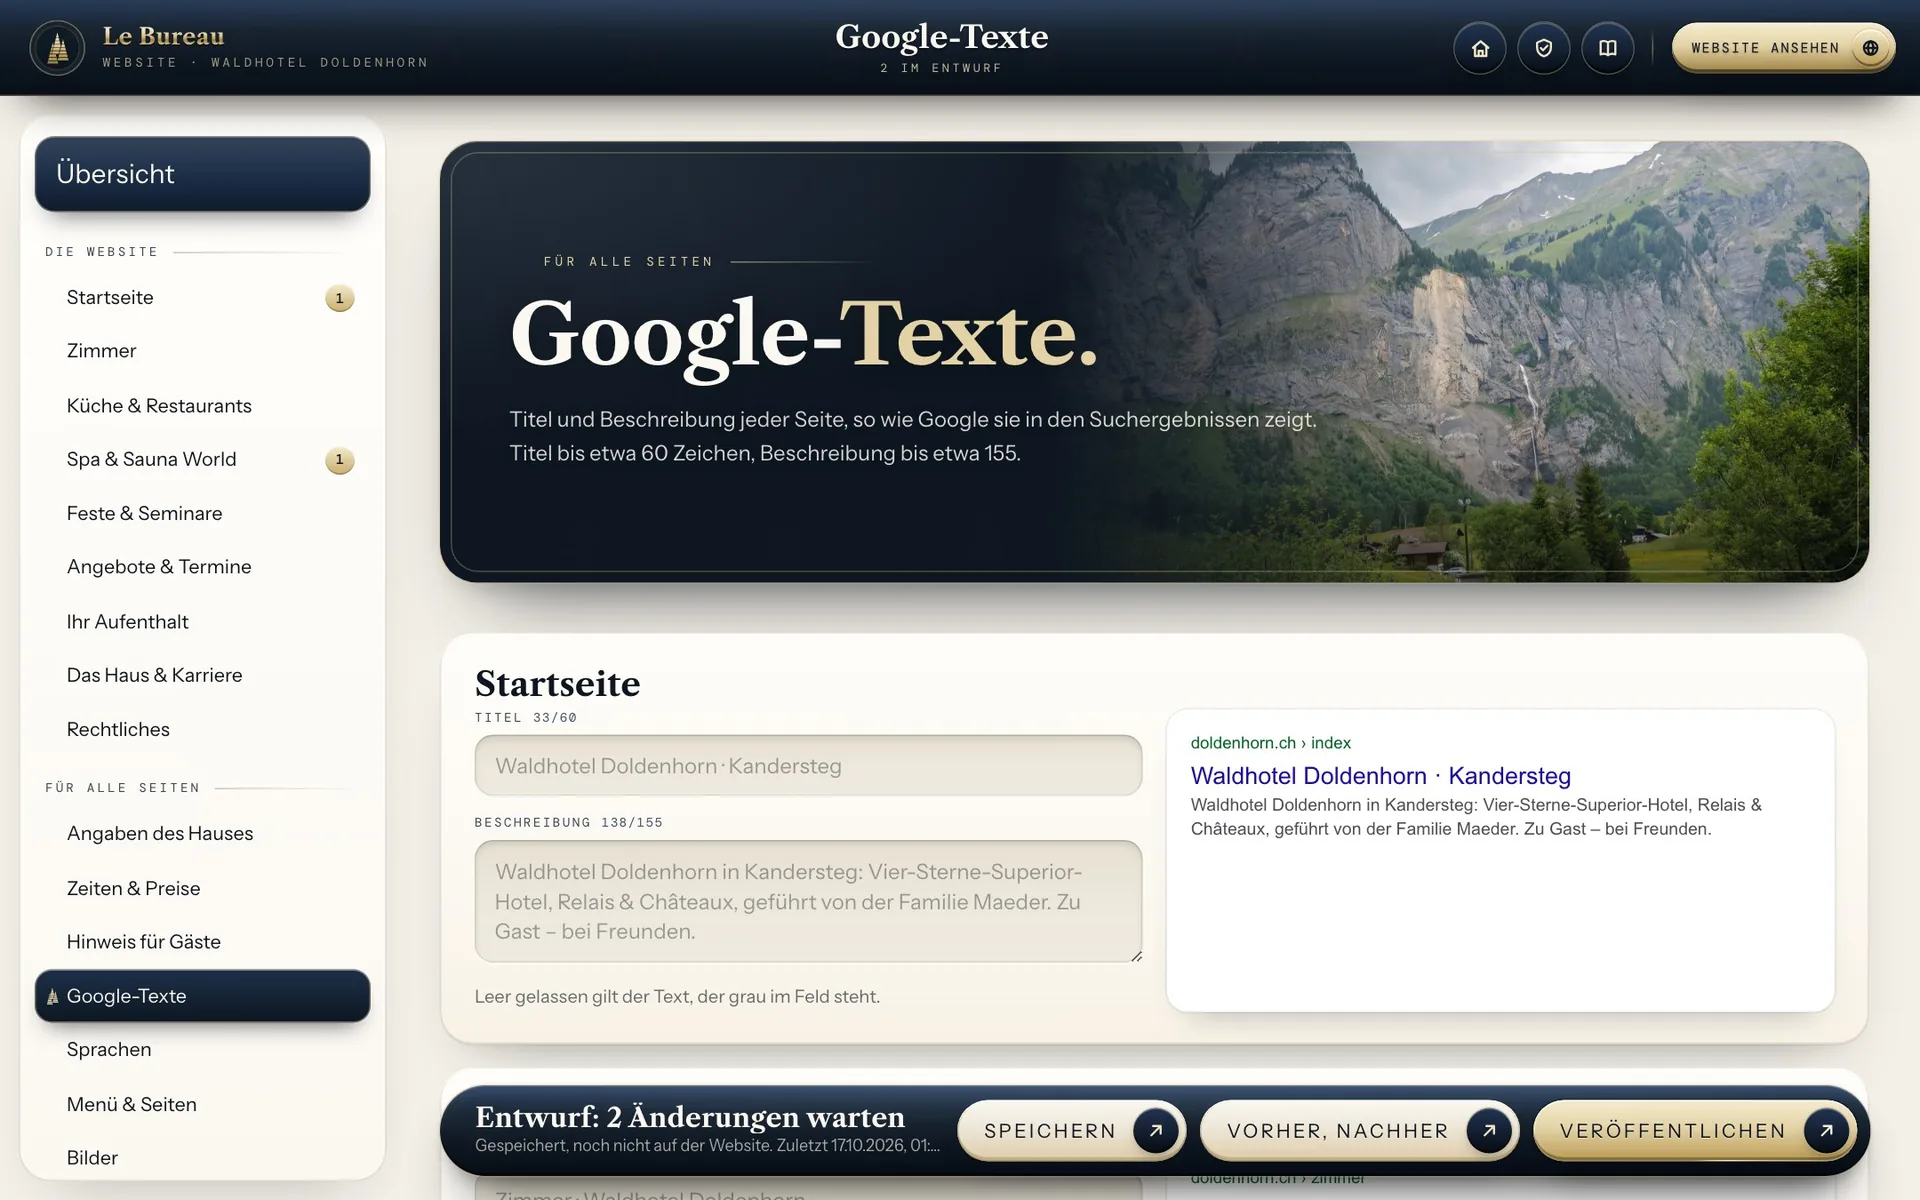 Le Bureau
WEBSITE · WALDHOTEL DOLDENHORN
Google-Texte
2 IM ENTWURF
WEBSITE ANSEHEN
Übersicht
DIE WEBSITE
Startseite 1
Zimmer
Küche & Restaurants
Spa & Sauna World 1
Feste & Seminare
Angebote & Termine
Ihr Aufenthalt
Das Haus & Karriere
Rechtliches
FÜR ALLE SEITEN
Angaben des Hauses
Zeiten & Preise
Hinweis für Gäste
Google-Texte
Sprachen
Menü & Seiten
Bilder
FÜR ALLE SEITEN
Google-Texte.
Titel und Beschreibung jeder Seite, so wie Google sie in den Suchergebnissen zeigt.
Titel bis etwa 60 Zeichen, Beschreibung bis etwa 155.
Startseite
TITEL 33/60
Waldhotel Doldenhorn · Kandersteg
BESCHREIBUNG 138/155
Waldhotel Doldenhorn in Kandersteg: Vier-Sterne-Superior-
Hotel, Relais & Châteaux, geführt von der Familie Maeder. Zu
Gast – bei Freunden.
Leer gelassen gilt der Text, der grau im Feld steht.
doldenhorn.ch › index
Waldhotel Doldenhorn · Kandersteg
Waldhotel Doldenhorn in Kandersteg: Vier-Sterne-Superior-Hotel, Relais &
Châteaux, geführt von der Familie Maeder. Zu Gast – bei Freunden.
Entwurf: 2 Änderungen warten
Gespeichert, noch nicht auf der Website. Zuletzt 17.10.2026, 01:...
SPEICHERN
VORHER, NACHHER
VERÖFFENTLICHEN
Zimmer · Waldhotel Doldenhorn
doldenhorn.ch › zimmer